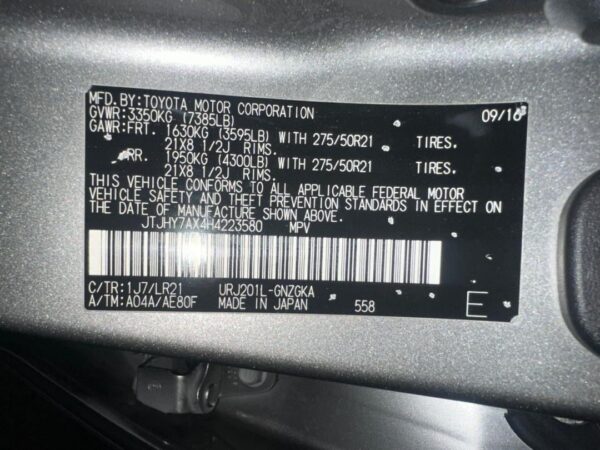 MFD. BY: TOYOTA MOTOR CORPORATION 09/16
GVWR: 3350KG (7385LB)
GAWR: FRT. 1630KG (3595LB) WITH 275/50R21 TIRES.
21X8 1/2J RIMS.
RR. 1950KG (4300LB) WITH 275/50R21 TIRES.
21X8 1/2J RIMS.
THIS VEHICLE CONFORMS TO ALL APPLICABLE FEDERAL MOTOR
VEHICLE SAFETY AND THEFT PREVENTION STANDARDS IN EFFECT ON
THE DATE OF MANUFACTURE SHOWN ABOVE.
JTJHY7AX4H4223580 MPV
C/TR: 1J7/LR21 URJ201L-GNZGKA
A/TM: A04A/AE80F MADE IN JAPAN 558 E